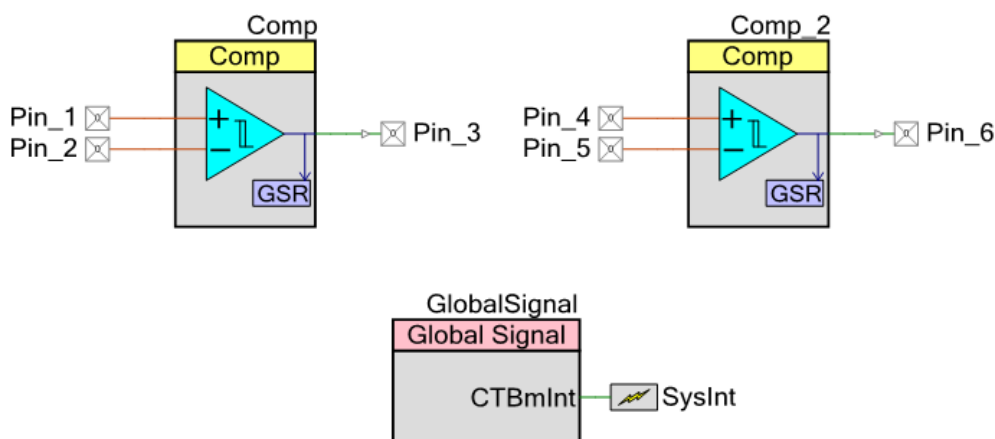 Comp
Comp
Pin_1
+
Pin_2
−
Pin_3
GSR
Comp_2
Comp
Pin_4
+
Pin_5
−
Pin_6
GSR
GlobalSignal
Global Signal
CTBmInt
SysInt